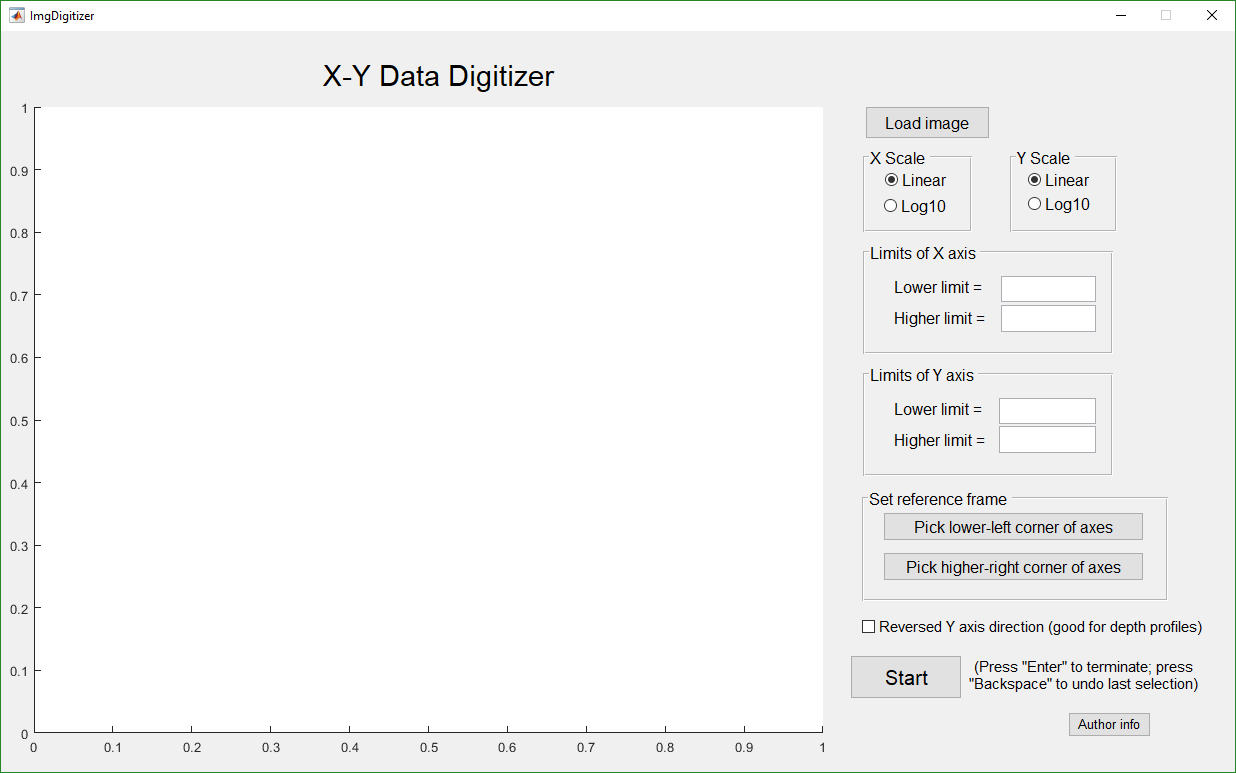 ImgDigitizer
X-Y Data Digitizer
1
0.9
0.8
0.7
0.6
0.5
0.4
0.3
0.2
0.1
0
0 0.1 0.2 0.3 0.4 0.5 0.6 0.7 0.8 0.9 1
Load image
X Scale
Linear
Log10
Y Scale
Linear
Log10
Limits of X axis
Lower limit =
Higher limit =
Limits of Y axis
Lower limit =
Higher limit =
Set reference frame
Pick lower-left corner of axes
Pick higher-right corner of axes
Reversed Y axis direction (good for depth profiles)
Start
(Press "Enter" to terminate; press
"Backspace" to undo last selection)
Author info